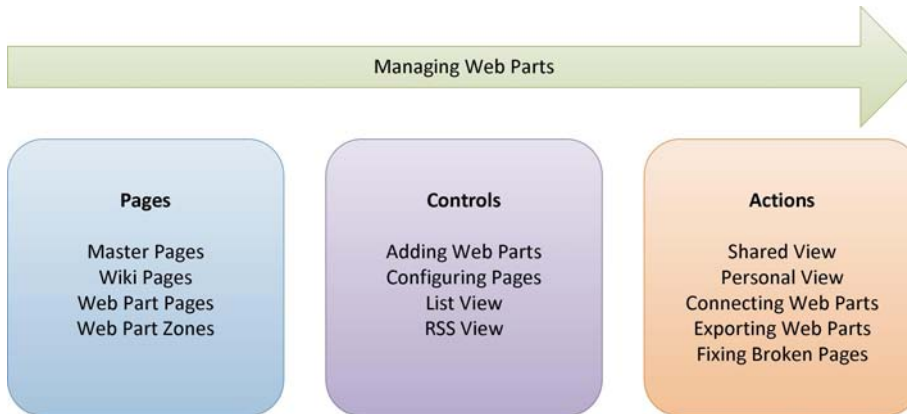 Managing Web Parts
Pages
Master Pages
Wiki Pages
Web Part Pages
Web Part Zones
Controls
Adding Web Parts
Configuring Pages
List View
RSS View
Actions
Shared View
Personal View
Connecting Web Parts
Exporting Web Parts
Fixing Broken Pages